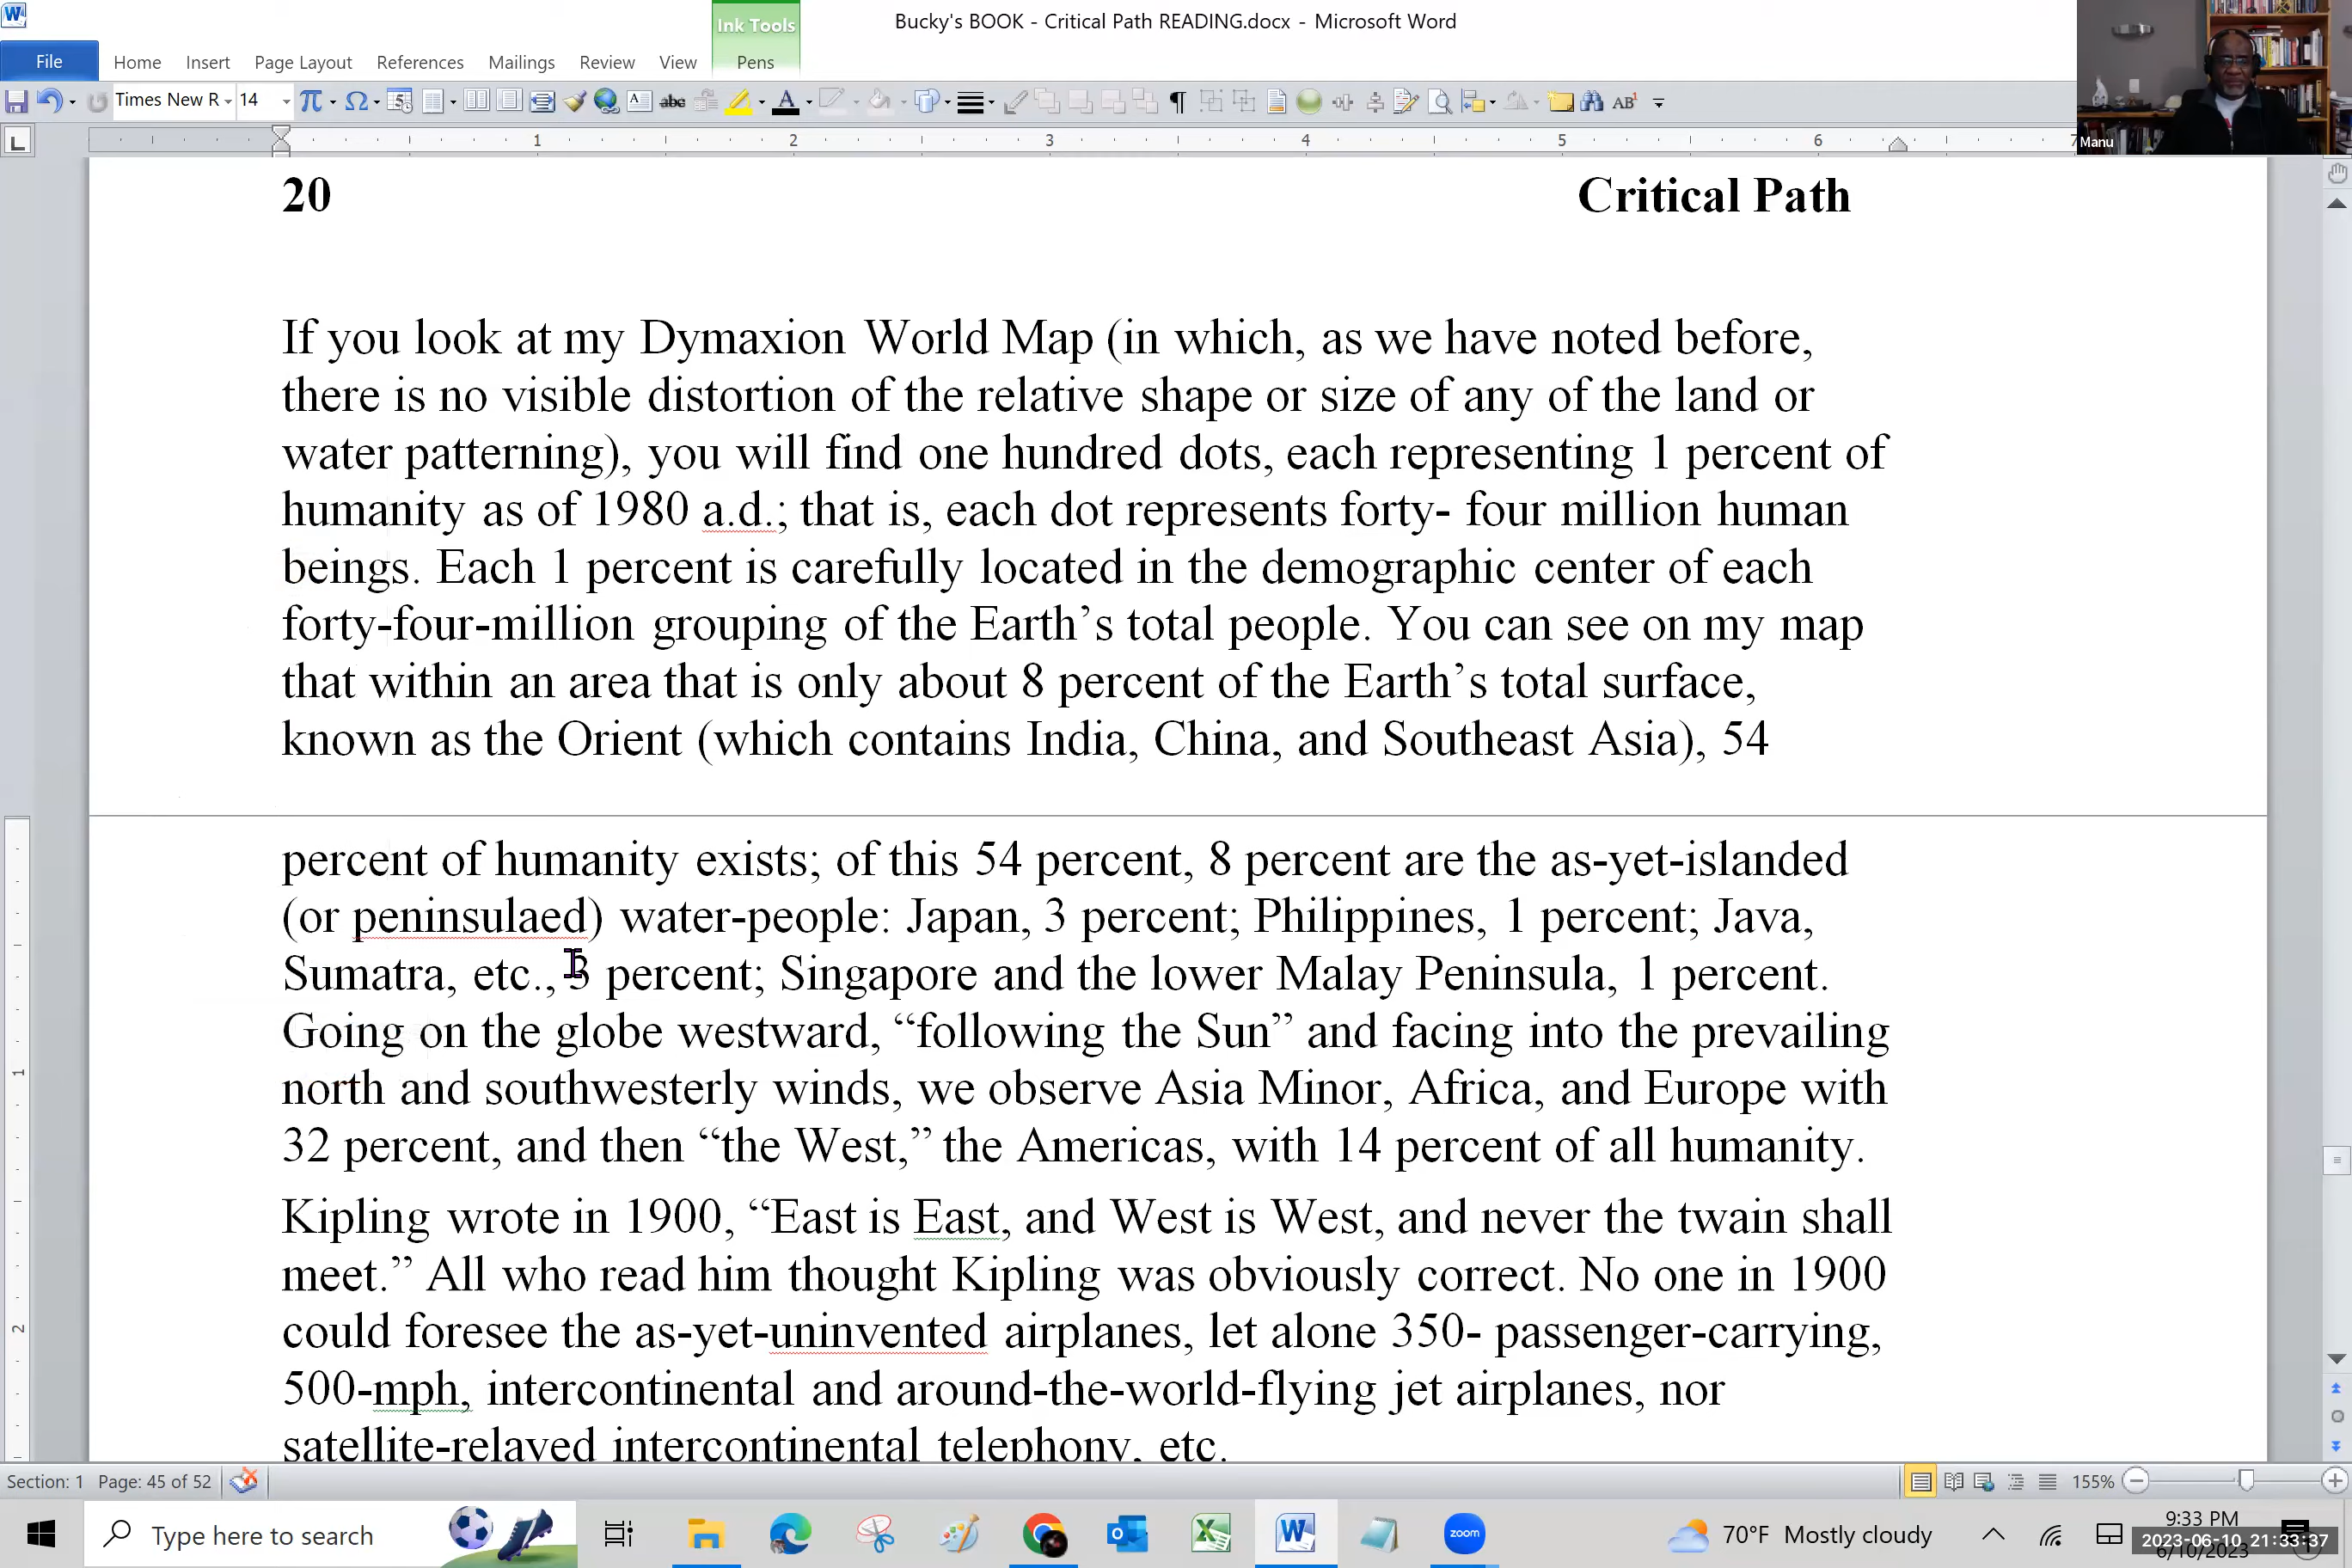 Ink Tools
Bucky's BOOK - Critical Path READING.docx - Microsoft Word
File Home Insert Page Layout References Mailings Review View Pens
Times New R 14
Manu
1 2 3 4 5 6 7
20 Critical Path
If you look at my Dymaxion World Map (in which, as we have noted before,
there is no visible distortion of the relative shape or size of any of the land or
water patterning), you will find one hundred dots, each representing 1 percent of
humanity as of 1980 a.d.; that is, each dot represents forty- four million human
beings. Each 1 percent is carefully located in the demographic center of each
forty-four-million grouping of the Earth’s total people. You can see on my map
that within an area that is only about 8 percent of the Earth’s total surface,
known as the Orient (which contains India, China, and Southeast Asia), 54
percent of humanity exists; of this 54 percent, 8 percent are the as-yet-islanded
(or peninsulaed) water-people: Japan, 3 percent; Philippines, 1 percent; Java,
Sumatra, etc., 3 percent; Singapore and the lower Malay Peninsula, 1 percent.
Going on the globe westward, “following the Sun” and facing into the prevailing
north and southwesterly winds, we observe Asia Minor, Africa, and Europe with
32 percent, and then “the West,” the Americas, with 14 percent of all humanity.
Kipling wrote in 1900, “East is East, and West is West, and never the twain shall
meet.” All who read him thought Kipling was obviously correct. No one in 1900
could foresee the as-yet-uninvented airplanes, let alone 350- passenger-carrying,
500-mph, intercontinental and around-the-world-flying jet airplanes, nor
satellite-relayed intercontinental telephony, etc.
Section: 1 Page: 45 of 52 155%
Type here to search zoom 70°F Mostly cloudy 9:33 PM
2023-06-10_21:33:37
6/10/2023